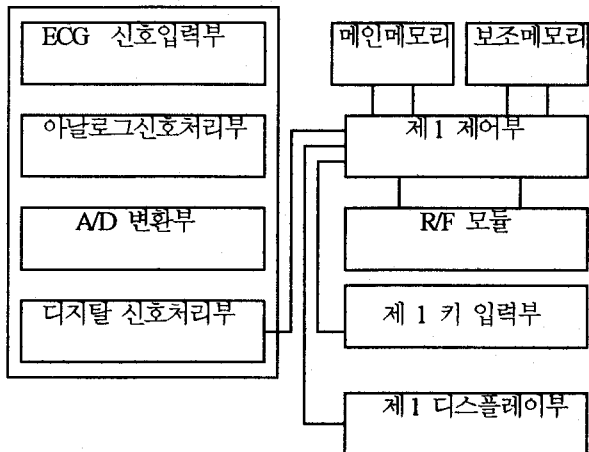 ECG 신호입력부
아날로그신호처리부
A/D 변환부
디지탈 신호처리부
메인메모리
보조메모리
제1 제어부
R/F 모듈
제 1 키 입력부
제1 디스플레이부